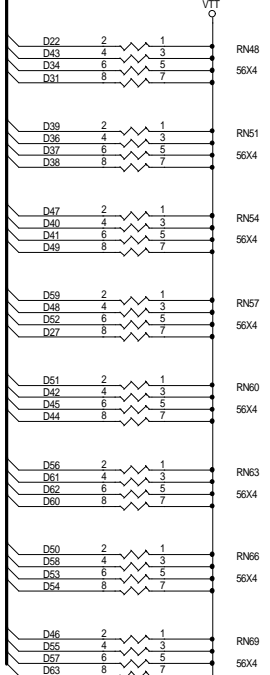 VTT
D22 2 1
D43 4 3 RN48
D34 6 5
D31 8 7 56X4
D39 2 1
D36 4 3 RN51
D37 6 5
D38 8 7 56X4
D47 2 1
D40 4 3 RN54
D41 6 5
D49 8 7 56X4
D59 2 1
D48 4 3 RN57
D52 6 5
D27 8 7 56X4
D51 2 1
D42 4 3 RN60
D45 6 5
D44 8 7 56X4
D56 2 1
D61 4 3 RN63
D62 6 5
D60 8 7 56X4
D50 2 1
D58 4 3 RN66
D53 6 5
D54 8 7 56X4
D46 2 1
D55 4 3 RN69
D57 6 5
D63 8 7 56X4